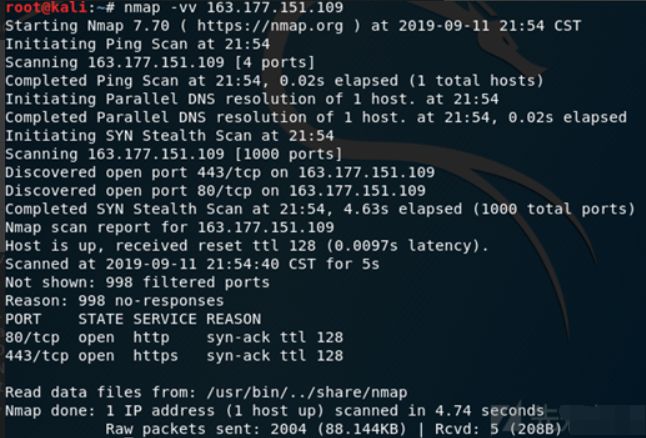 root@kali:~# nmap -vv 163.177.151.109
Starting Nmap 7.70 ( https://nmap.org ) at 2019-09-11 21:54 CST
Initiating Ping Scan at 21:54
Scanning 163.177.151.109 [4 ports]
Completed Ping Scan at 21:54, 0.02s elapsed (1 total hosts)
Initiating Parallel DNS resolution of 1 host. at 21:54
Completed Parallel DNS resolution of 1 host. at 21:54, 0.02s elapsed
Initiating SYN Stealth Scan at 21:54
Scanning 163.177.151.109 [1000 ports]
Discovered open port 443/tcp on 163.177.151.109
Discovered open port 80/tcp on 163.177.151.109
Completed SYN Stealth Scan at 21:54, 4.63s elapsed (1000 total ports)
Nmap scan report for 163.177.151.109
Host is up, received reset ttl 128 (0.0097s latency).
Scanned at 2019-09-11 21:54:40 CST for 5s
Not shown: 998 filtered ports
Reason: 998 no-responses
PORT    STATE SERVICE REASON
80/tcp  open  http    syn-ack ttl 128
443/tcp open  https   syn-ack ttl 128
Read data files from: /usr/bin/../share/nmap
Nmap done: 1 IP address (1 host up) scanned in 4.74 seconds
Raw packets sent: 2004 (88.144KB) | Rcvd: 5 (208B)